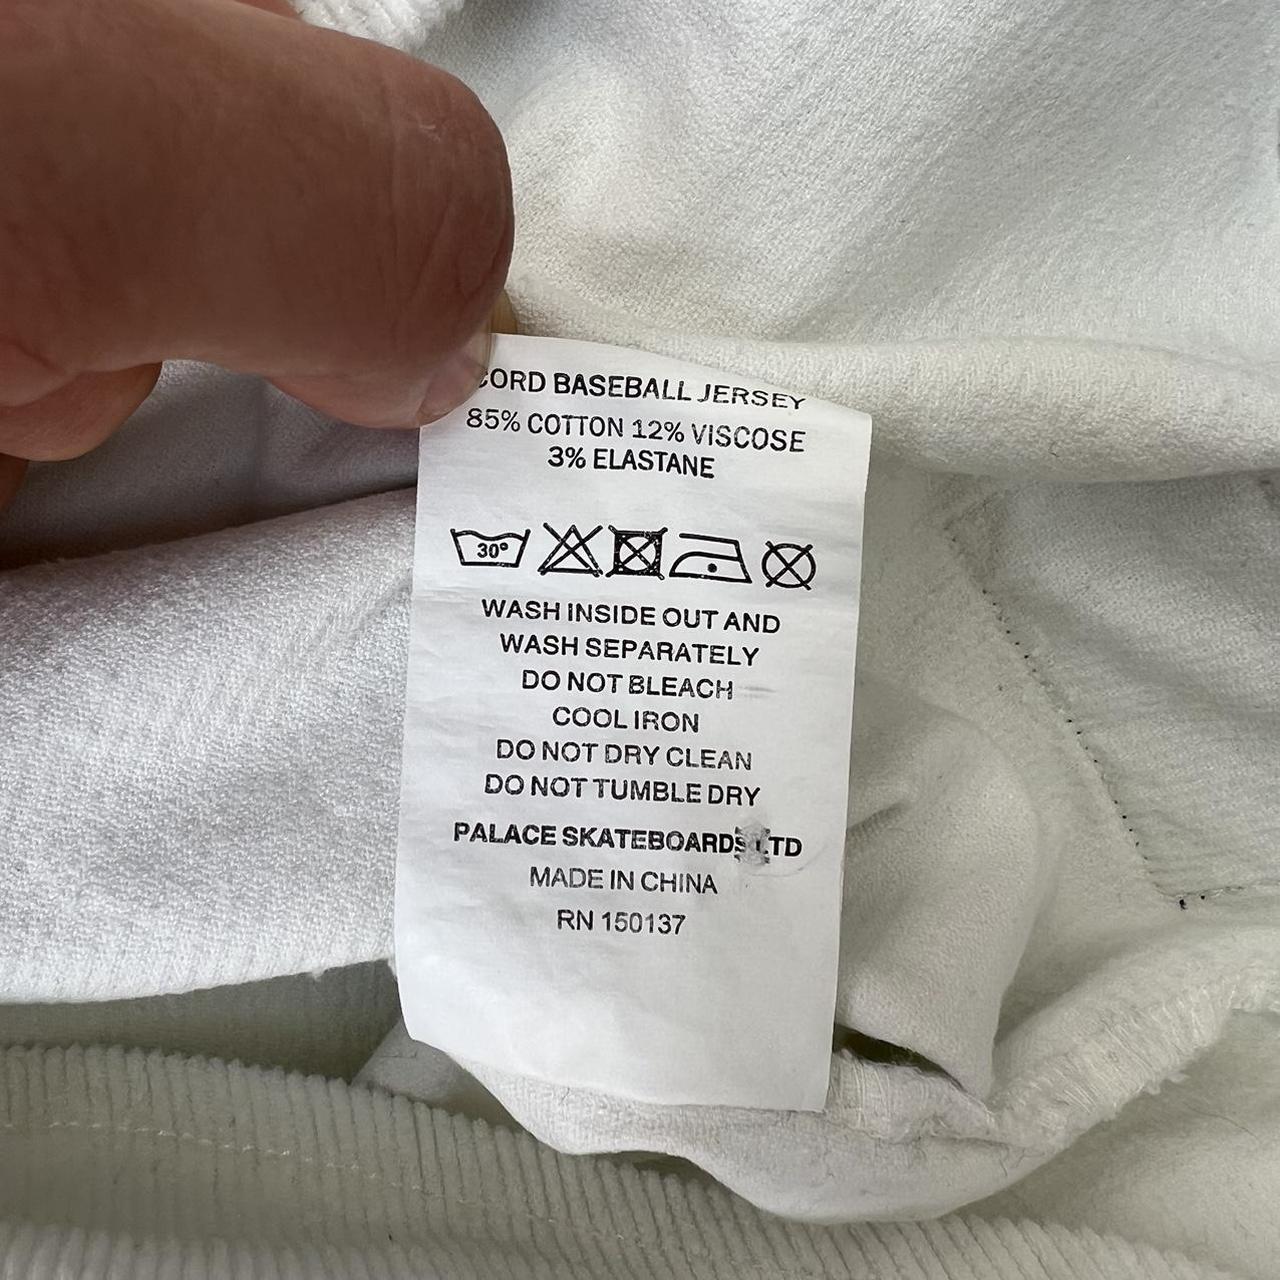 CORD BASEBALL JERSEY
85% COTTON 12% VISCOSE
3% ELASTANE
30°
WASH INSIDE OUT AND
WASH SEPARATELY
DO NOT BLEACH
COOL IRON
DO NOT DRY CLEAN
DO NOT TUMBLE DRY
PALACE SKATEBOARDS LTD
MADE IN CHINA
RN 150137